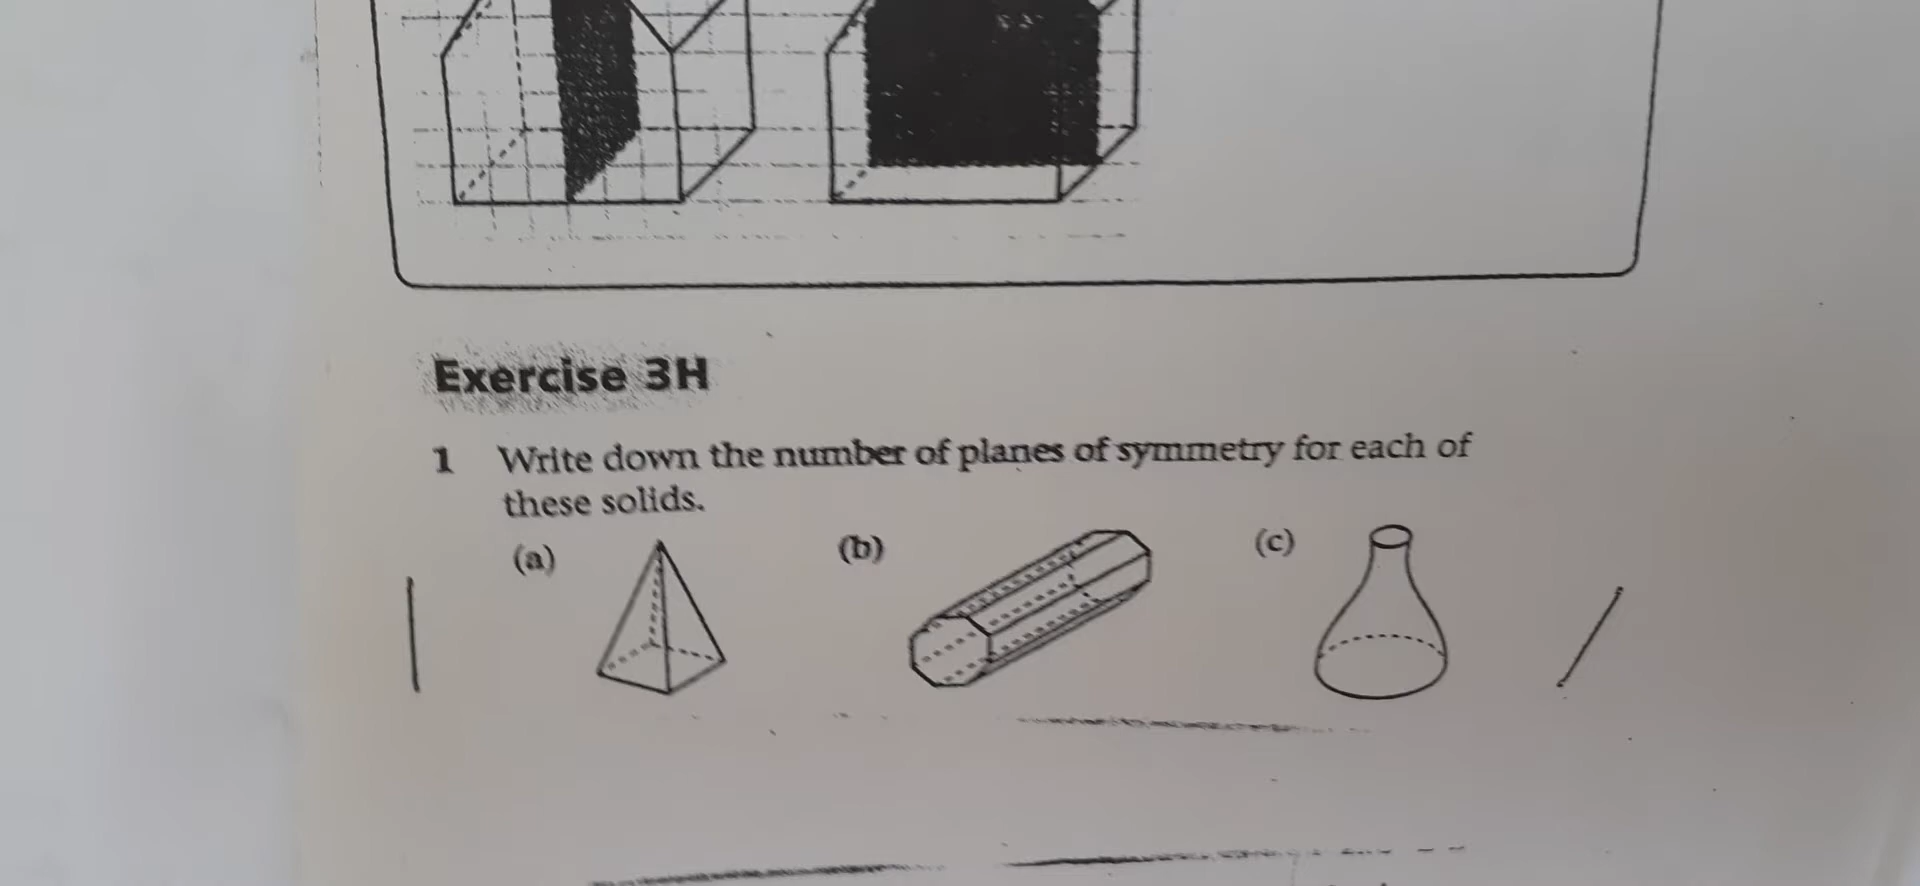 Exercise 3H
1 Write down the number of planes of symmetry for each of
these solids.
(a) (b) (c)